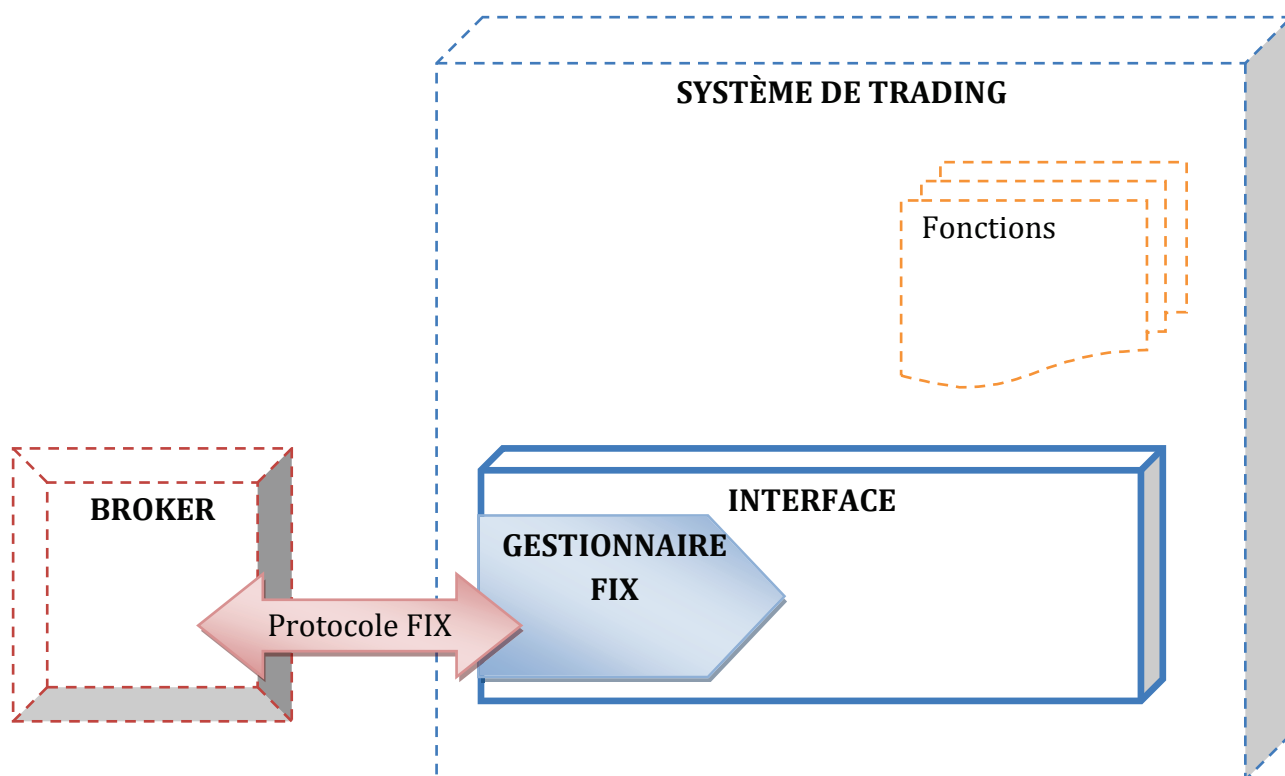 SYSTÈME DE TRADING
Fonctions
BROKER
INTERFACE
GESTIONNAIRE
FIX
Protocole FIX